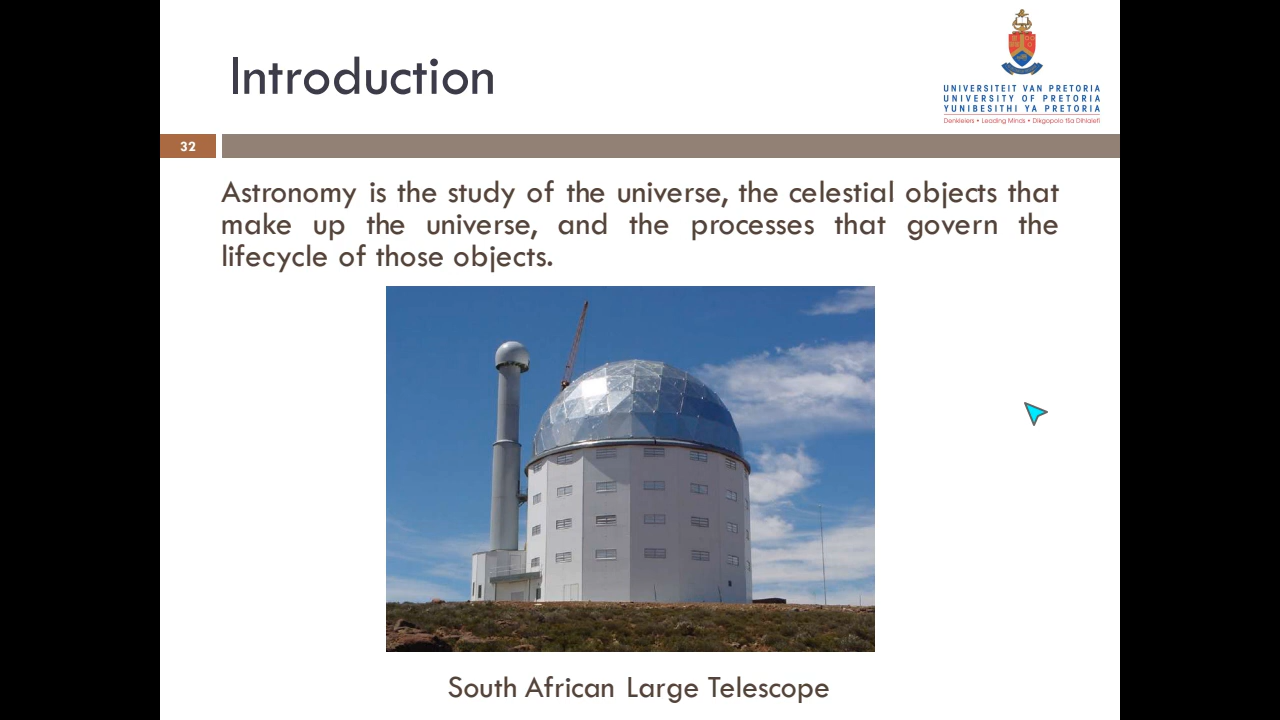 Introduction
UNIVERSITEIT VAN PRETORIA
UNIVERSITY OF PRETORIA
YUNIBESITHI YA PRETORIA
Denkleiers • Leading Minds • Dikgopolo tša Dihlalefi
32
Astronomy is the study of the universe, the celestial objects that
make up the universe, and the processes that govern the
lifecycle of those objects.
South African Large Telescope